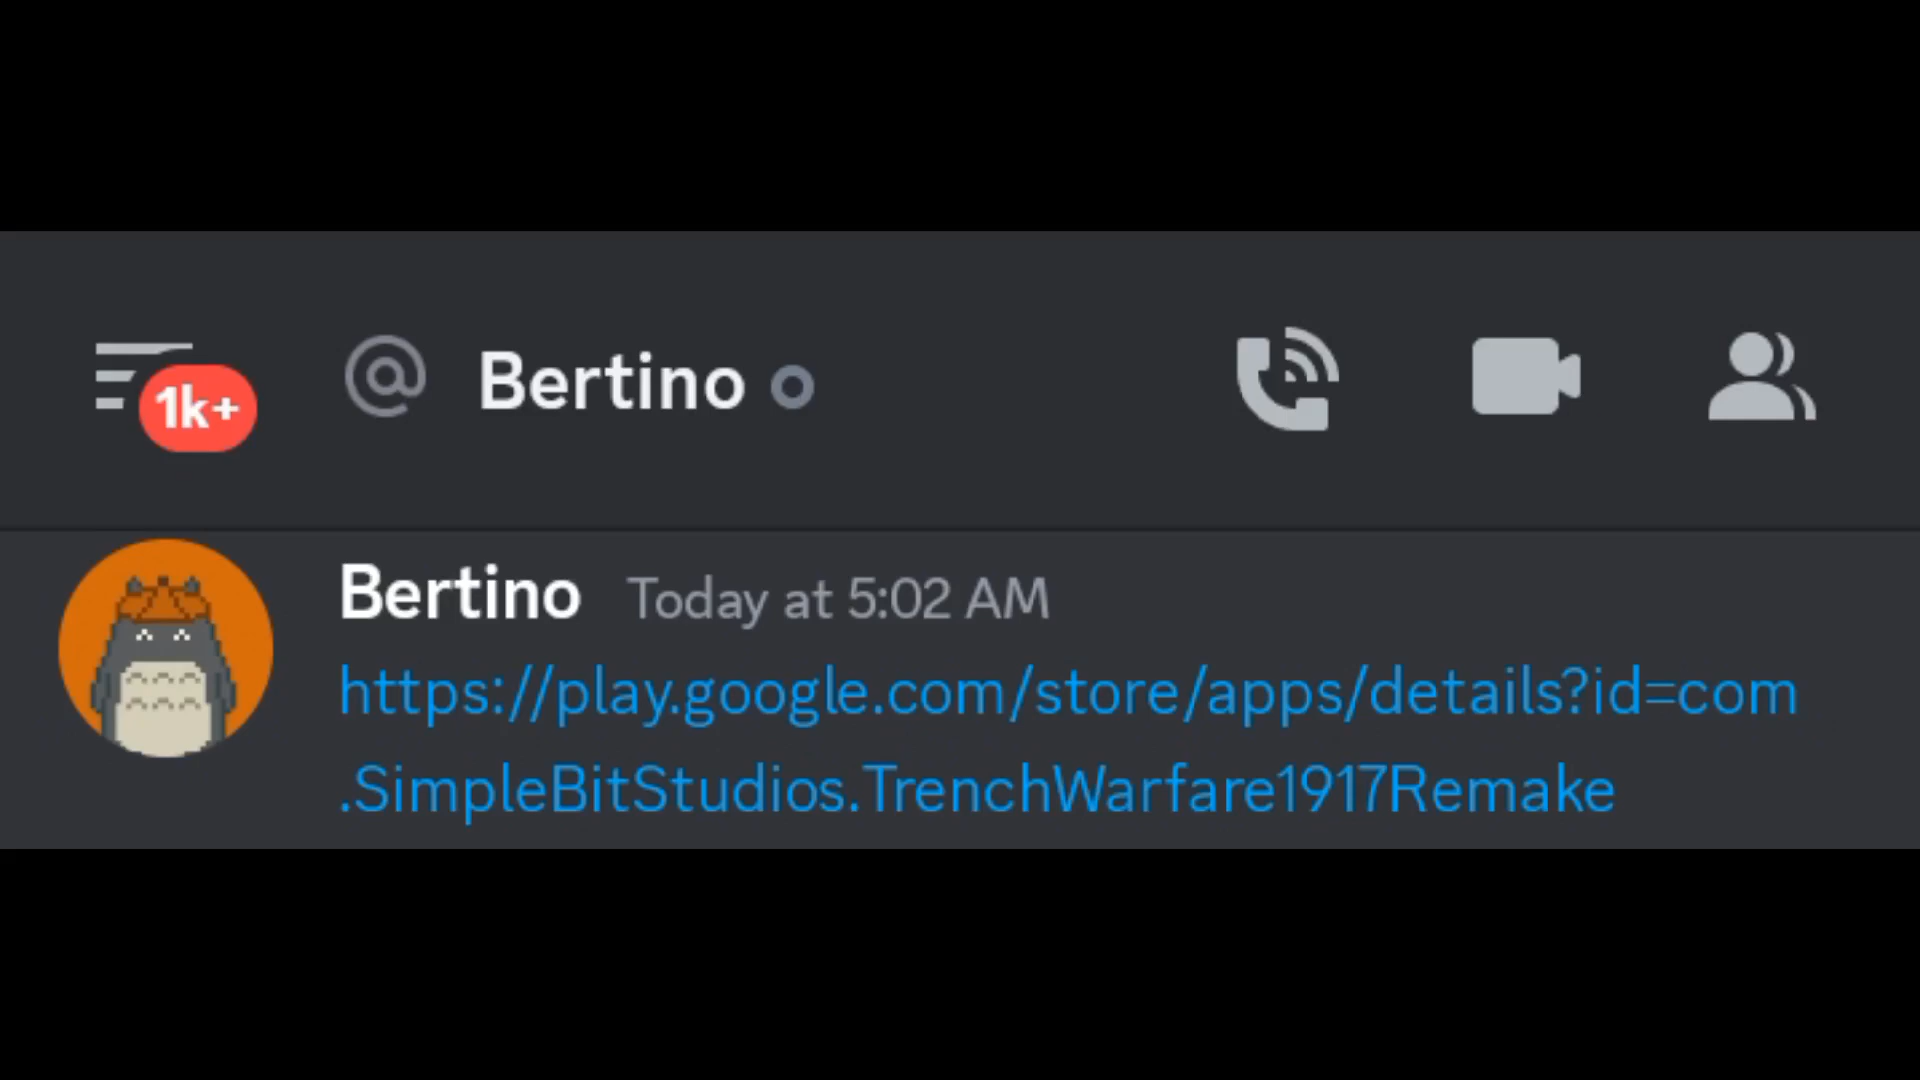 1k+
@ Bertino
Bertino Today at 5:02 AM
https://play.google.com/store/apps/details?id=com
.SimpleBitStudios.TrenchWarfare1917Remake